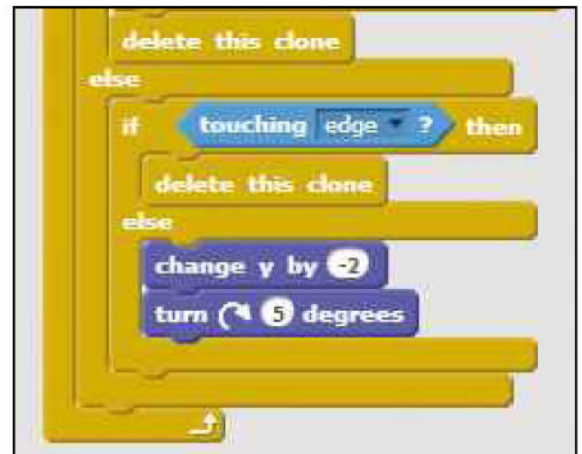 delete this clone
else
if touching edge ? then
delete this clone
else
change y by -2
turn 5 degrees